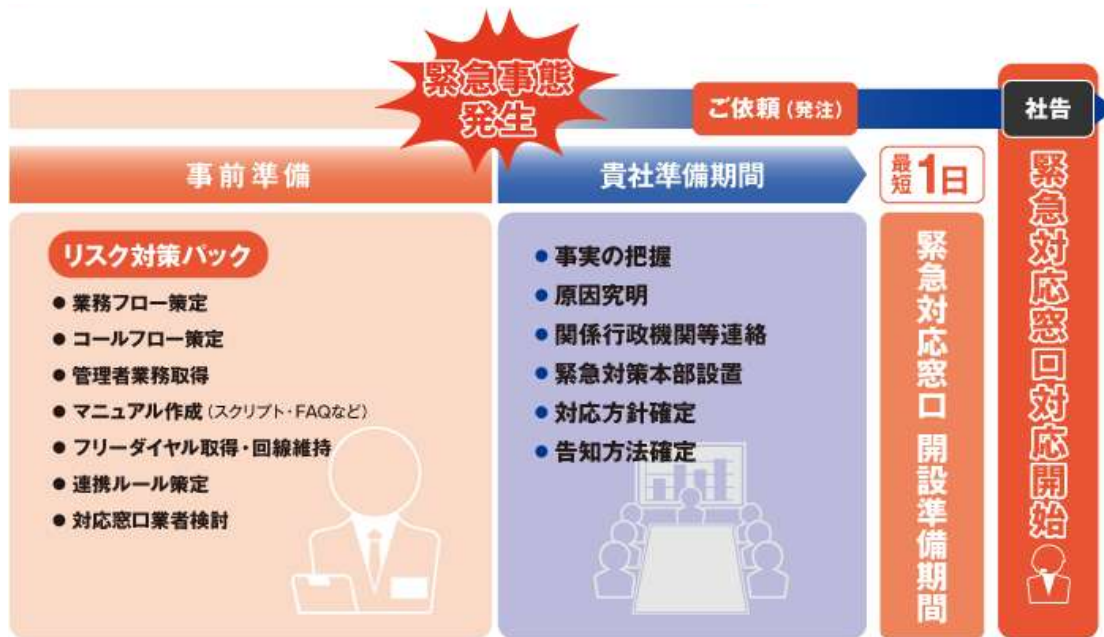 緊急事態
発生
ご依頼(発注)
社告
事前準備
貴社準備期間
最短1日
リスク対策パック
● 業務フロー策定
● コールフロー策定
● 管理者業務取得
● マニュアル作成(スクリプト・FAQなど)
● フリーダイヤル取得・回線維持
● 連携ルール策定
● 対応窓口業者検討
● 事実の把握
● 原因究明
● 関係行政機関等連絡
● 緊急対策本部設置
● 対応方針確定
● 告知方法確定
緊急対応窓口 開設準備期間
緊急対応窓口対応開始